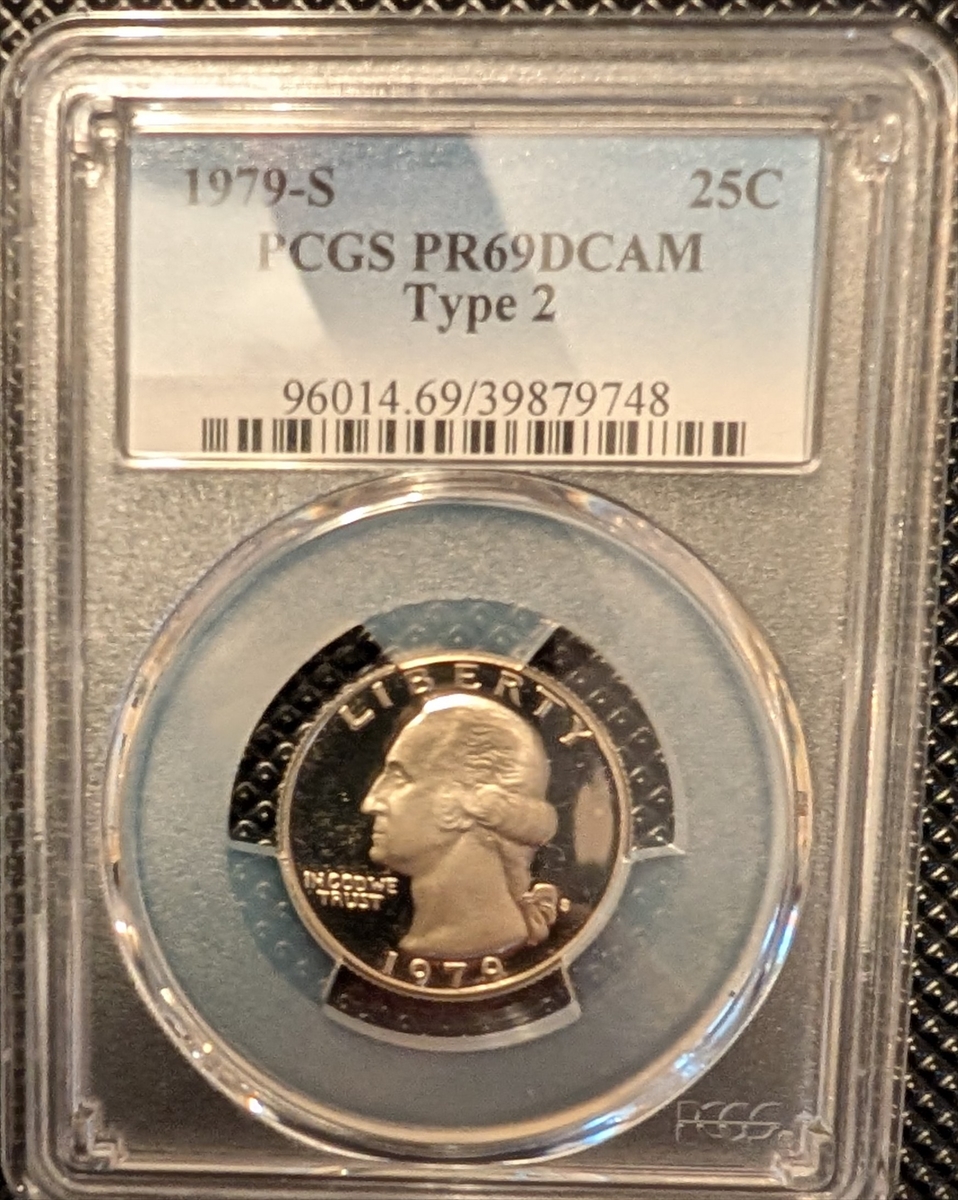 1979-S 25C
PCGS PR69DCAM
Type 2
96014.69/39879748
LIBERTY
IN GOD WE
TRUST
S
1979
PCGS